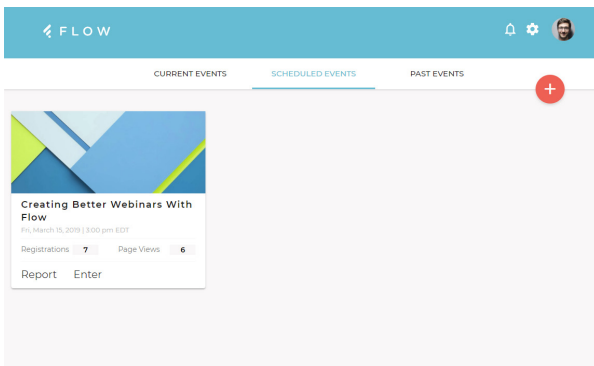 FLOW
CURRENT EVENTS SCHEDULED EVENTS PAST EVENTS
Creating Better Webinars With
Flow
Fri, March 15, 2019 | 3:00 pm EDT
Registrations 7 Page Views 6
Report Enter